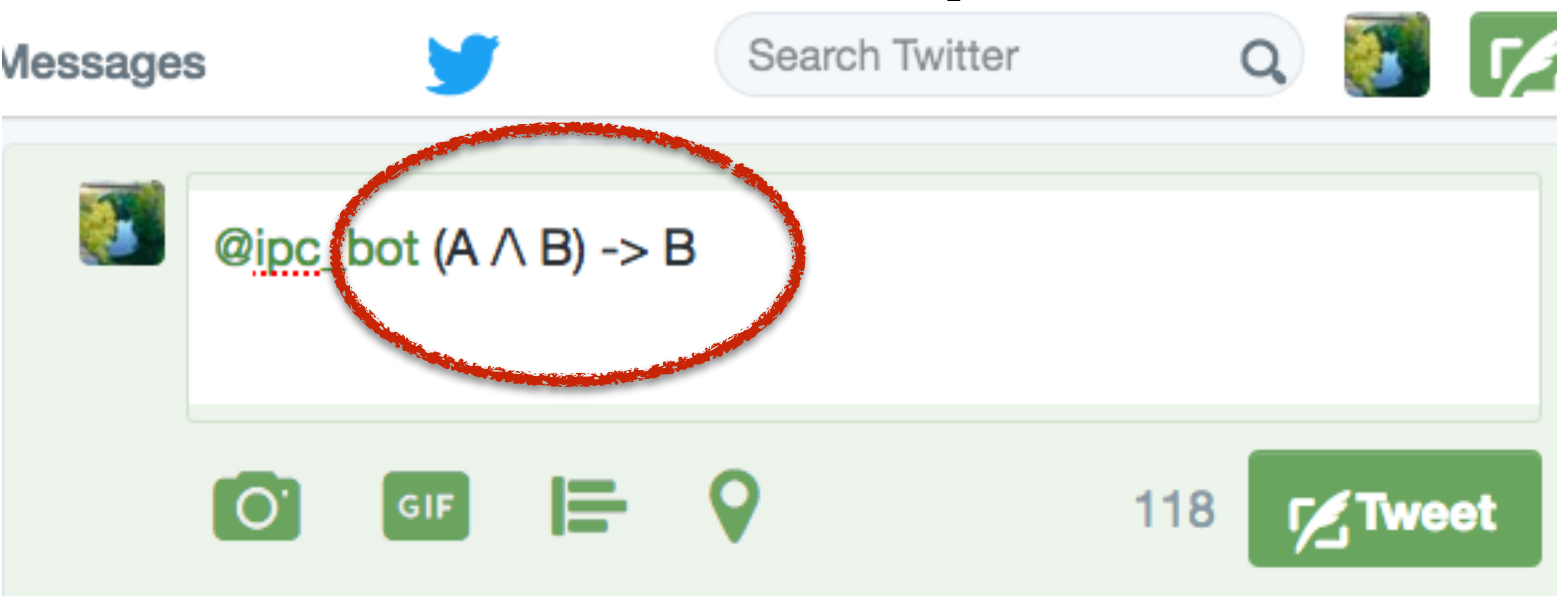 Messages
Search Twitter
@ipc_bot (A /\ B) -> B
GIF
118
Tweet